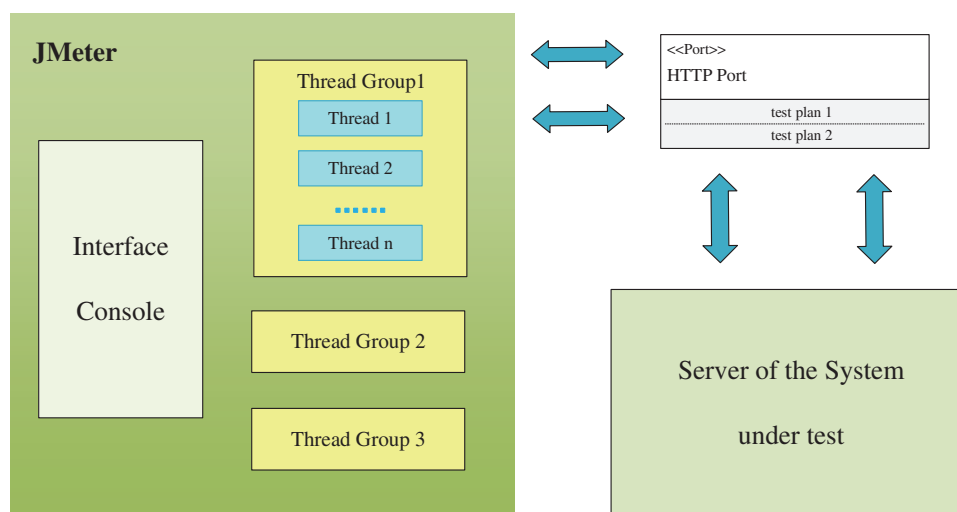 JMeter
Interface
Console
Thread Group1
Thread 1
Thread 2
......
Thread n
Thread Group 2
Thread Group 3
<<Port>>
HTTP Port
test plan 1
test plan 2
Server of the System
under test